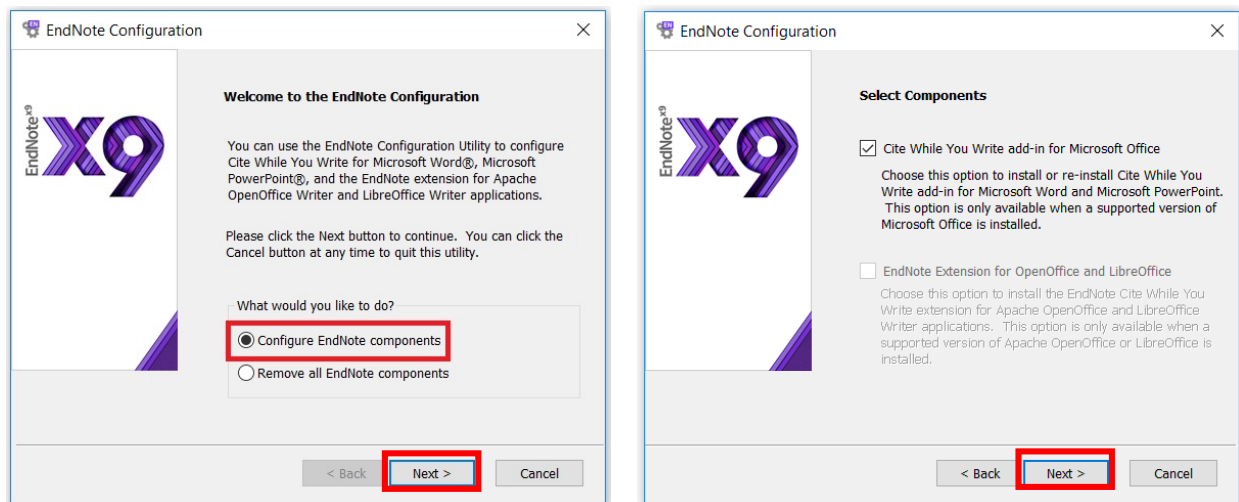 EndNote Configuration
EndNote x9
X9
Welcome to the EndNote Configuration
You can use the EndNote Configuration Utility to configure
Cite While You Write for Microsoft Word®, Microsoft
PowerPoint®, and the EndNote extension for Apache
OpenOffice Writer and LibreOffice Writer applications.
Please click the Next button to continue.  You can click the
Cancel button at any time to quit this utility.
What would you like to do?
Configure EndNote components
Remove all EndNote components
< Back
Next >
Cancel
EndNote Configuration
EndNote x9
X9
Select Components
Cite While You Write add-in for Microsoft Office
Choose this option to install or re-install Cite While You
Write add-in for Microsoft Word and Microsoft PowerPoint.
This option is only available when a supported version of
Microsoft Office is installed.
EndNote Extension for OpenOffice and LibreOffice
Choose this option to install the EndNote Cite While You
Write extension for Apache OpenOffice and LibreOffice
Writer applications.  This option is only available when a
supported version of Apache OpenOffice or LibreOffice is
installed.
< Back
Next >
Cancel